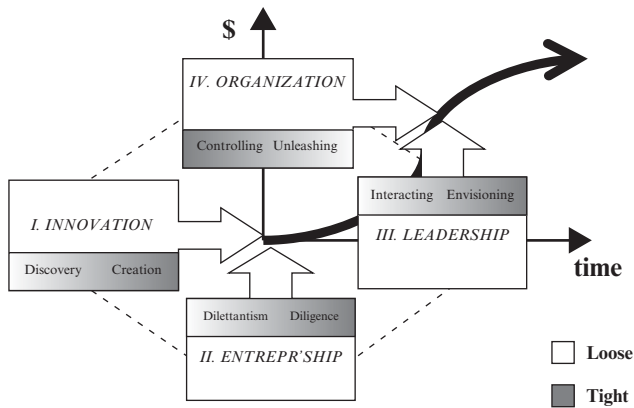 $
IV. ORGANIZATION
Controlling Unleashing
I. INNOVATION
Discovery Creation
Interacting Envisioning
III. LEADERSHIP
time
Dilettantism Diligence
II. ENTREPR'SHIP
Loose
Tight